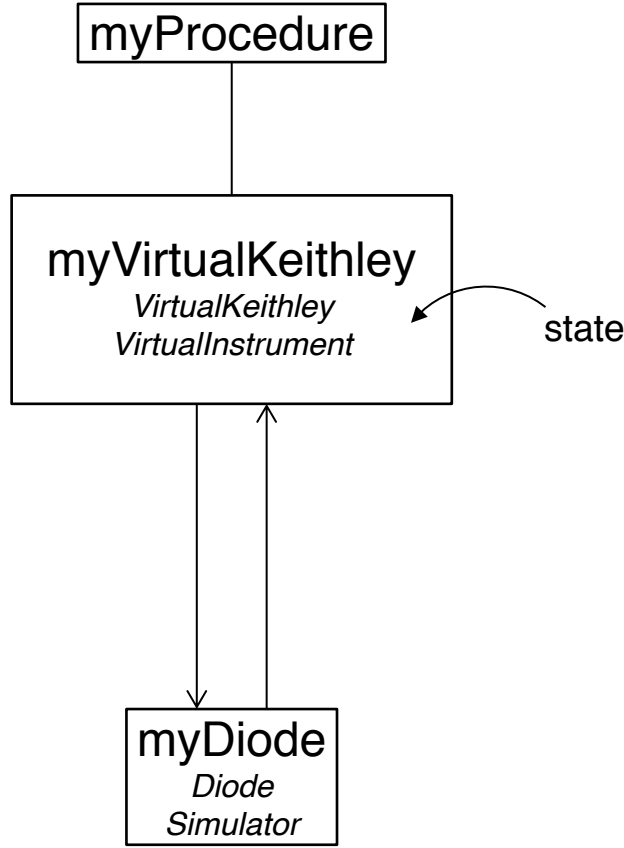 myProcedure
myVirtualKeithley
VirtualKeithley
VirtualInstrument
state
myDiode
Diode
Simulator